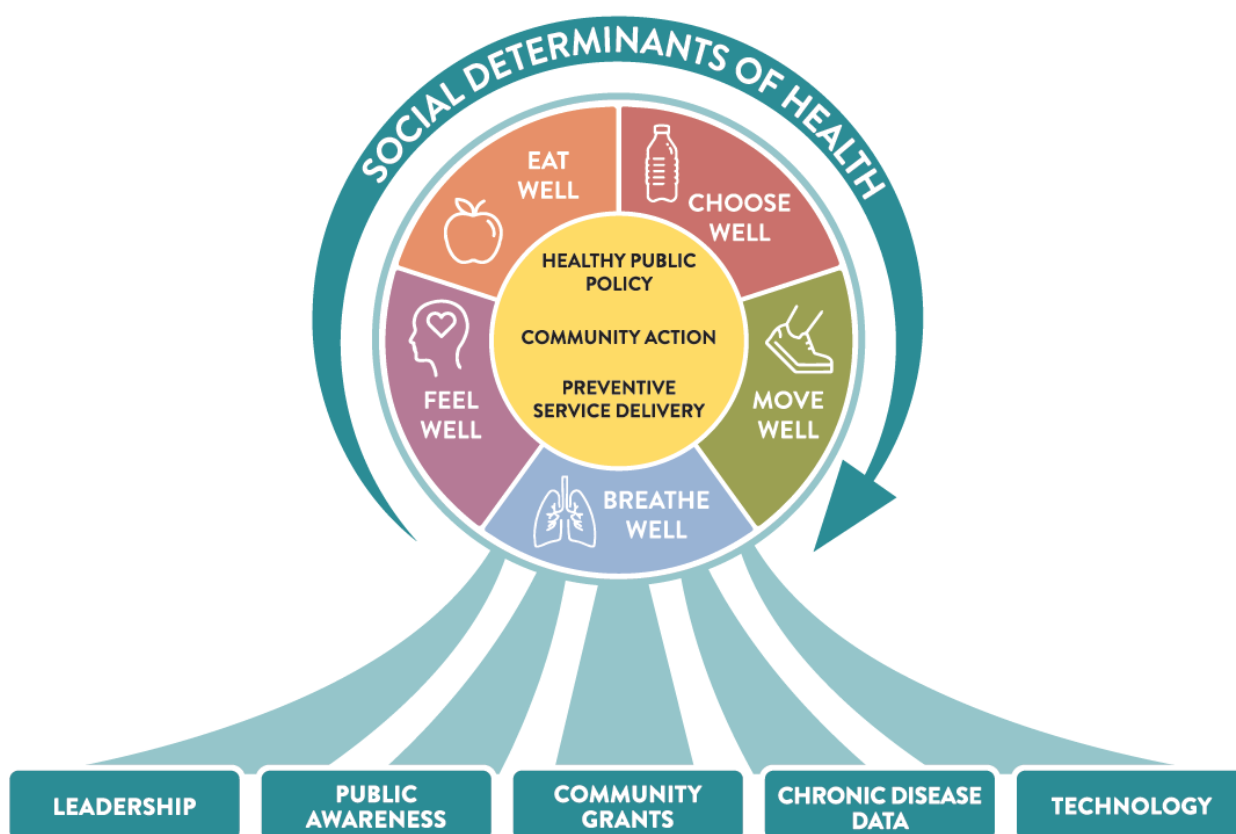 SOCIAL DETERMINANTS OF HEALTH
EAT
WELL
CHOOSE
WELL
HEALTHY PUBLIC
POLICY
COMMUNITY ACTION
PREVENTIVE
SERVICE DELIVERY
FEEL
WELL
MOVE
WELL
BREATHE
WELL
LEADERSHIP
PUBLIC
AWARENESS
COMMUNITY
GRANTS
CHRONIC DISEASE
DATA
TECHNOLOGY